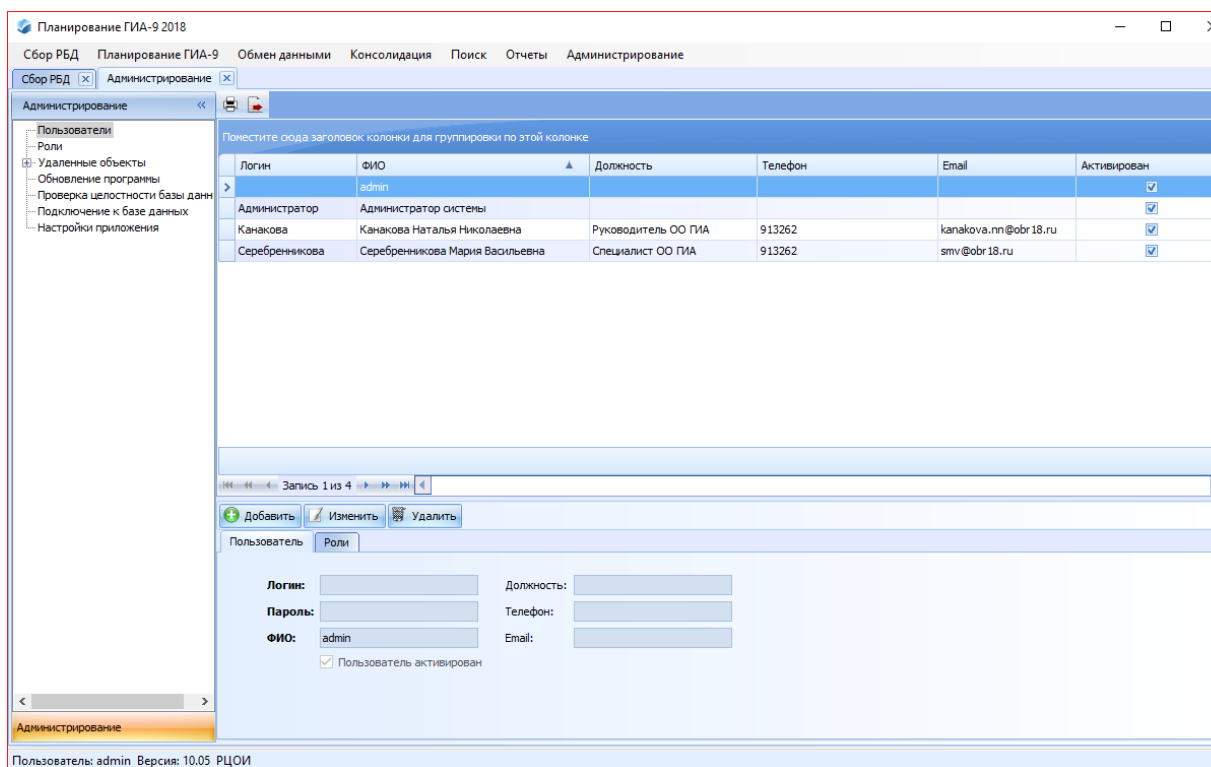 Планирование ГИА-9 2018
Сбор РБД Планирование ГИА-9 Обмен данными Консолидация Поиск Отчеты Администрирование
Сбор РБД Администрирование
Администрирование
Пользователи
Роли
Удаленные объекты
Обновление программы
Проверка целостности базы данн
Подключение к базе данных
Настройки приложения
Поместите сюда заголовок колонки для группировки по этой колонке
Логин ФИО Должность Телефон Email Активирован
admin
Администратор Администратор системы
Канакова Канакова Наталья Николаевна Руководитель ОО ГИА 913262 kanakova.nn@obr18.ru
Серебренникова Серебренникова Мария Васильевна Специалист ОО ГИА 913262 smv@obr18.ru
Запись 1 из 4
Добавить Изменить Удалить
Пользователь Роли
Логин: Должность:
Пароль: Телефон:
ФИО: admin Email:
Пользователь активирован
Администрирование
Пользователь: admin Версия: 10.05 РЦОИ